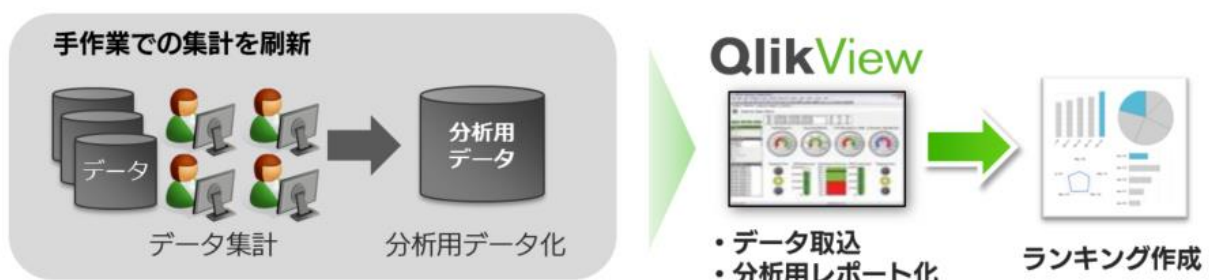 手作業での集計を刷新
データ
分析用
データ
データ集計
分析用データ化
QlikView
・データ取込
・分析用レポート化
ランキング作成